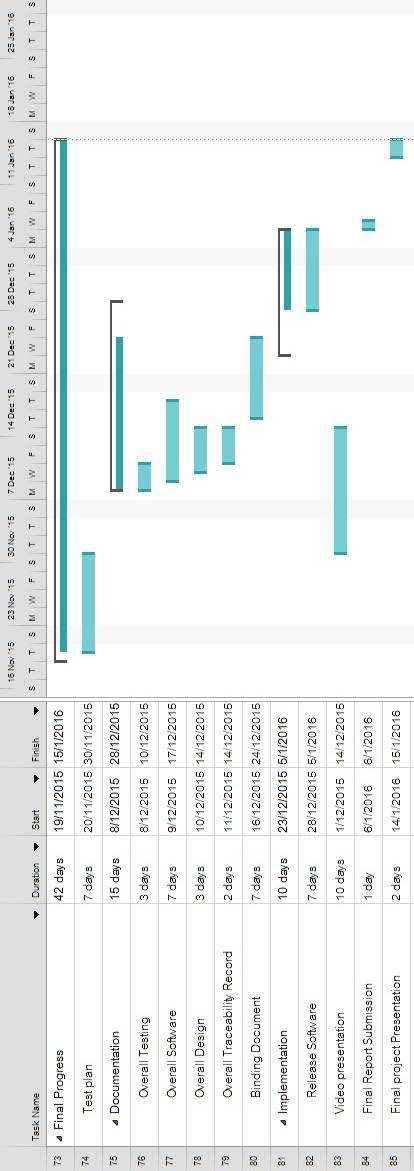 Task Name Duration Start Finish
73 Final Progress 42 days 19/11/2015 15/1/2016
74 Test plan 7 days 20/11/2015 30/11/2015
75 Documentation 15 days 8/12/2015 28/12/2015
76 Overall Testing 3 days 8/12/2015 10/12/2015
77 Overall Software 7 days 9/12/2015 17/12/2015
78 Overall Design 3 days 10/12/2015 14/12/2015
79 Overall Traceability Record 2 days 11/12/2015 14/12/2015
80 Binding Document 7 days 16/12/2015 24/12/2015
81 Implementation 10 days 23/12/2015 5/1/2016
82 Release Software 7 days 28/12/2015 5/1/2016
83 Video presentation 10 days 1/12/2015 14/12/2015
84 Final Report Submission 1 day 6/1/2016 6/1/2016
85 Final project Presentation 2 days 14/1/2016 15/1/2016
16 Nov '15 23 Nov '15 30 Nov '15 7 Dec '15 14 Dec '15 21 Dec '15 28 Dec '15 4 Jan '16 11 Jan '16 18 Jan '16 25 Jan '16
S T T S M W F S T T S M W F S T T S M W F S T T S M W F S T T S M W F S T T S